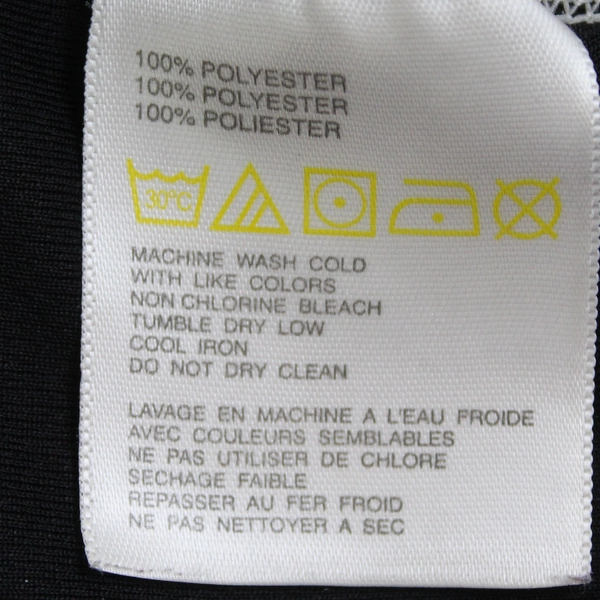 100% POLYESTER
100% POLYESTER
100% POLIESTER
30°C
MACHINE WASH COLD
WITH LIKE COLORS
NON CHLORINE BLEACH
TUMBLE DRY LOW
COOL IRON
DO NOT DRY CLEAN
LAVAGE EN MACHINE A L'EAU FROIDE
AVEC COULEURS SEMBLABLES
NE PAS UTILISER DE CHLORE
SECHAGE FAIBLE
REPASSER AU FER FROID
NE PAS NETTOYER A SEC